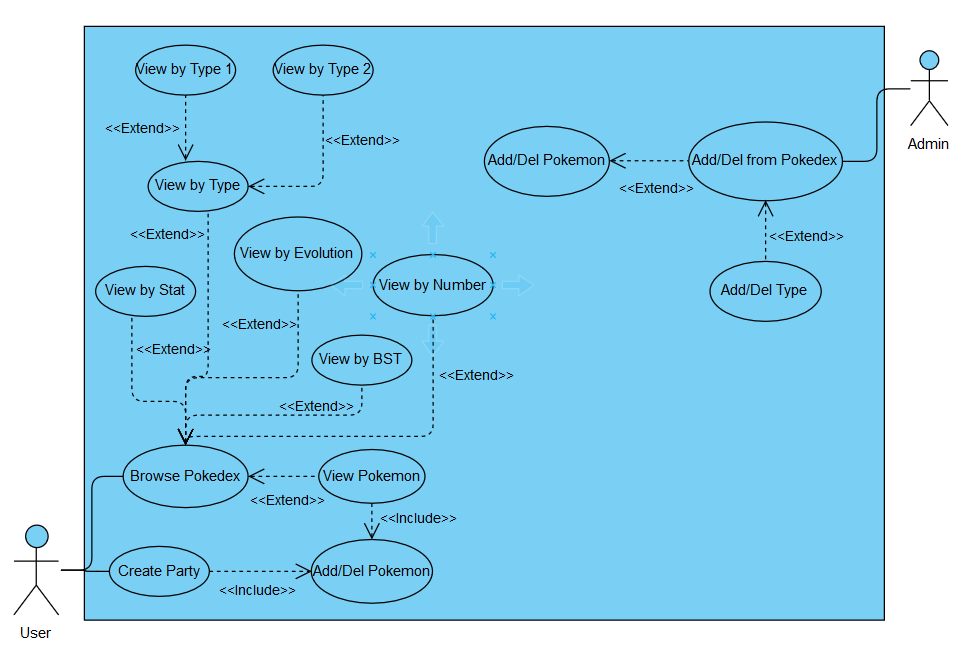 View by Type 1
View by Type 2
<<Extend>>
<<Extend>>
Admin
Add/Del Pokemon
Add/Del from Pokedex
<<Extend>>
View by Type
<<Extend>>
<<Extend>>
View by Evolution
View by Number
View by Stat
Add/Del Type
<<Extend>>
<<Extend>>
View by BST
<<Extend>>
<<Extend>>
Browse Pokedex
View Pokemon
<<Extend>>
<<Include>>
Create Party
Add/Del Pokemon
<<Include>>
User